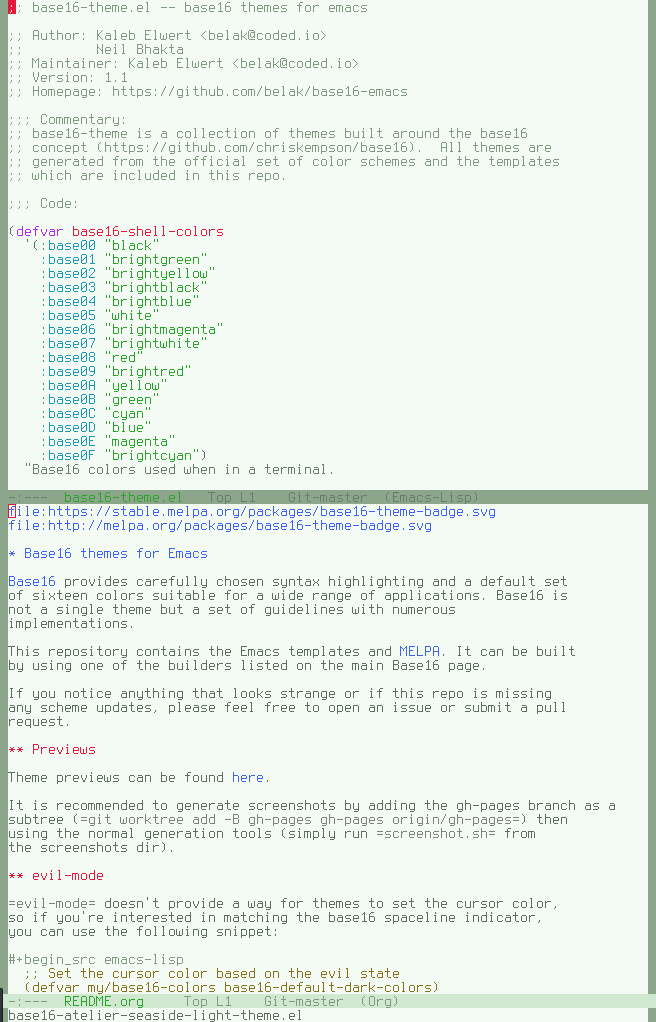 ;; base16-theme.el -- base16 themes for emacs
;; Author: Kaleb Elwert <belak@coded.io>
;;         Neil Bhakta
;; Maintainer: Kaleb Elwert <belak@coded.io>
;; Version: 1.1
;; Homepage: https://github.com/belak/base16-emacs
;;; Commentary:
;; base16-theme is a collection of themes built around the base16
;; concept (https://github.com/chriskempson/base16).  All themes are
;; generated from the official set of color schemes and the templates
;; which are included in this repo.
;;; Code:
(defvar base16-shell-colors
  '(:base00 "black"
    :base01 "brightgreen"
    :base02 "brightyellow"
    :base03 "brightblack"
    :base04 "brightblue"
    :base05 "white"
    :base06 "brightmagenta"
    :base07 "brightwhite"
    :base08 "red"
    :base09 "brightred"
    :base0A "yellow"
    :base0B "green"
    :base0C "cyan"
    :base0D "blue"
    :base0E "magenta"
    :base0F "brightcyan")
  "Base16 colors used when in a terminal.
-:---  base16-theme.el   Top L1    Git-master  (Emacs-Lisp)
file:https://stable.melpa.org/packages/base16-theme-badge.svg
file:http://melpa.org/packages/base16-theme-badge.svg
* Base16 themes for Emacs
Base16 provides carefully chosen syntax highlighting and a default set
of sixteen colors suitable for a wide range of applications. Base16 is
not a single theme but a set of guidelines with numerous
implementations.
This repository contains the Emacs templates and MELPA. It can be built
by using one of the builders listed on the main Base16 page.
If you notice anything that looks strange or if this repo is missing
any scheme updates, please feel free to open an issue or submit a pull
request.
** Previews
Theme previews can be found here.
It is recommended to generate screenshots by adding the gh-pages branch as a
subtree (=git worktree add -B gh-pages gh-pages origin/gh-pages=) then
using the normal generation tools (simply run =screenshot.sh= from
the screenshots dir).
** evil-mode
=evil-mode= doesn't provide a way for themes to set the cursor color,
so if you're interested in matching the base16 spaceline indicator,
you can use the following snippet:
#+begin_src emacs-lisp
  ;; Set the cursor color based on the evil state
  (defvar my/base16-colors base16-default-dark-colors)
-:---  README.org     Top L1    Git-master  (Org)
base16-atelier-seaside-light-theme.el